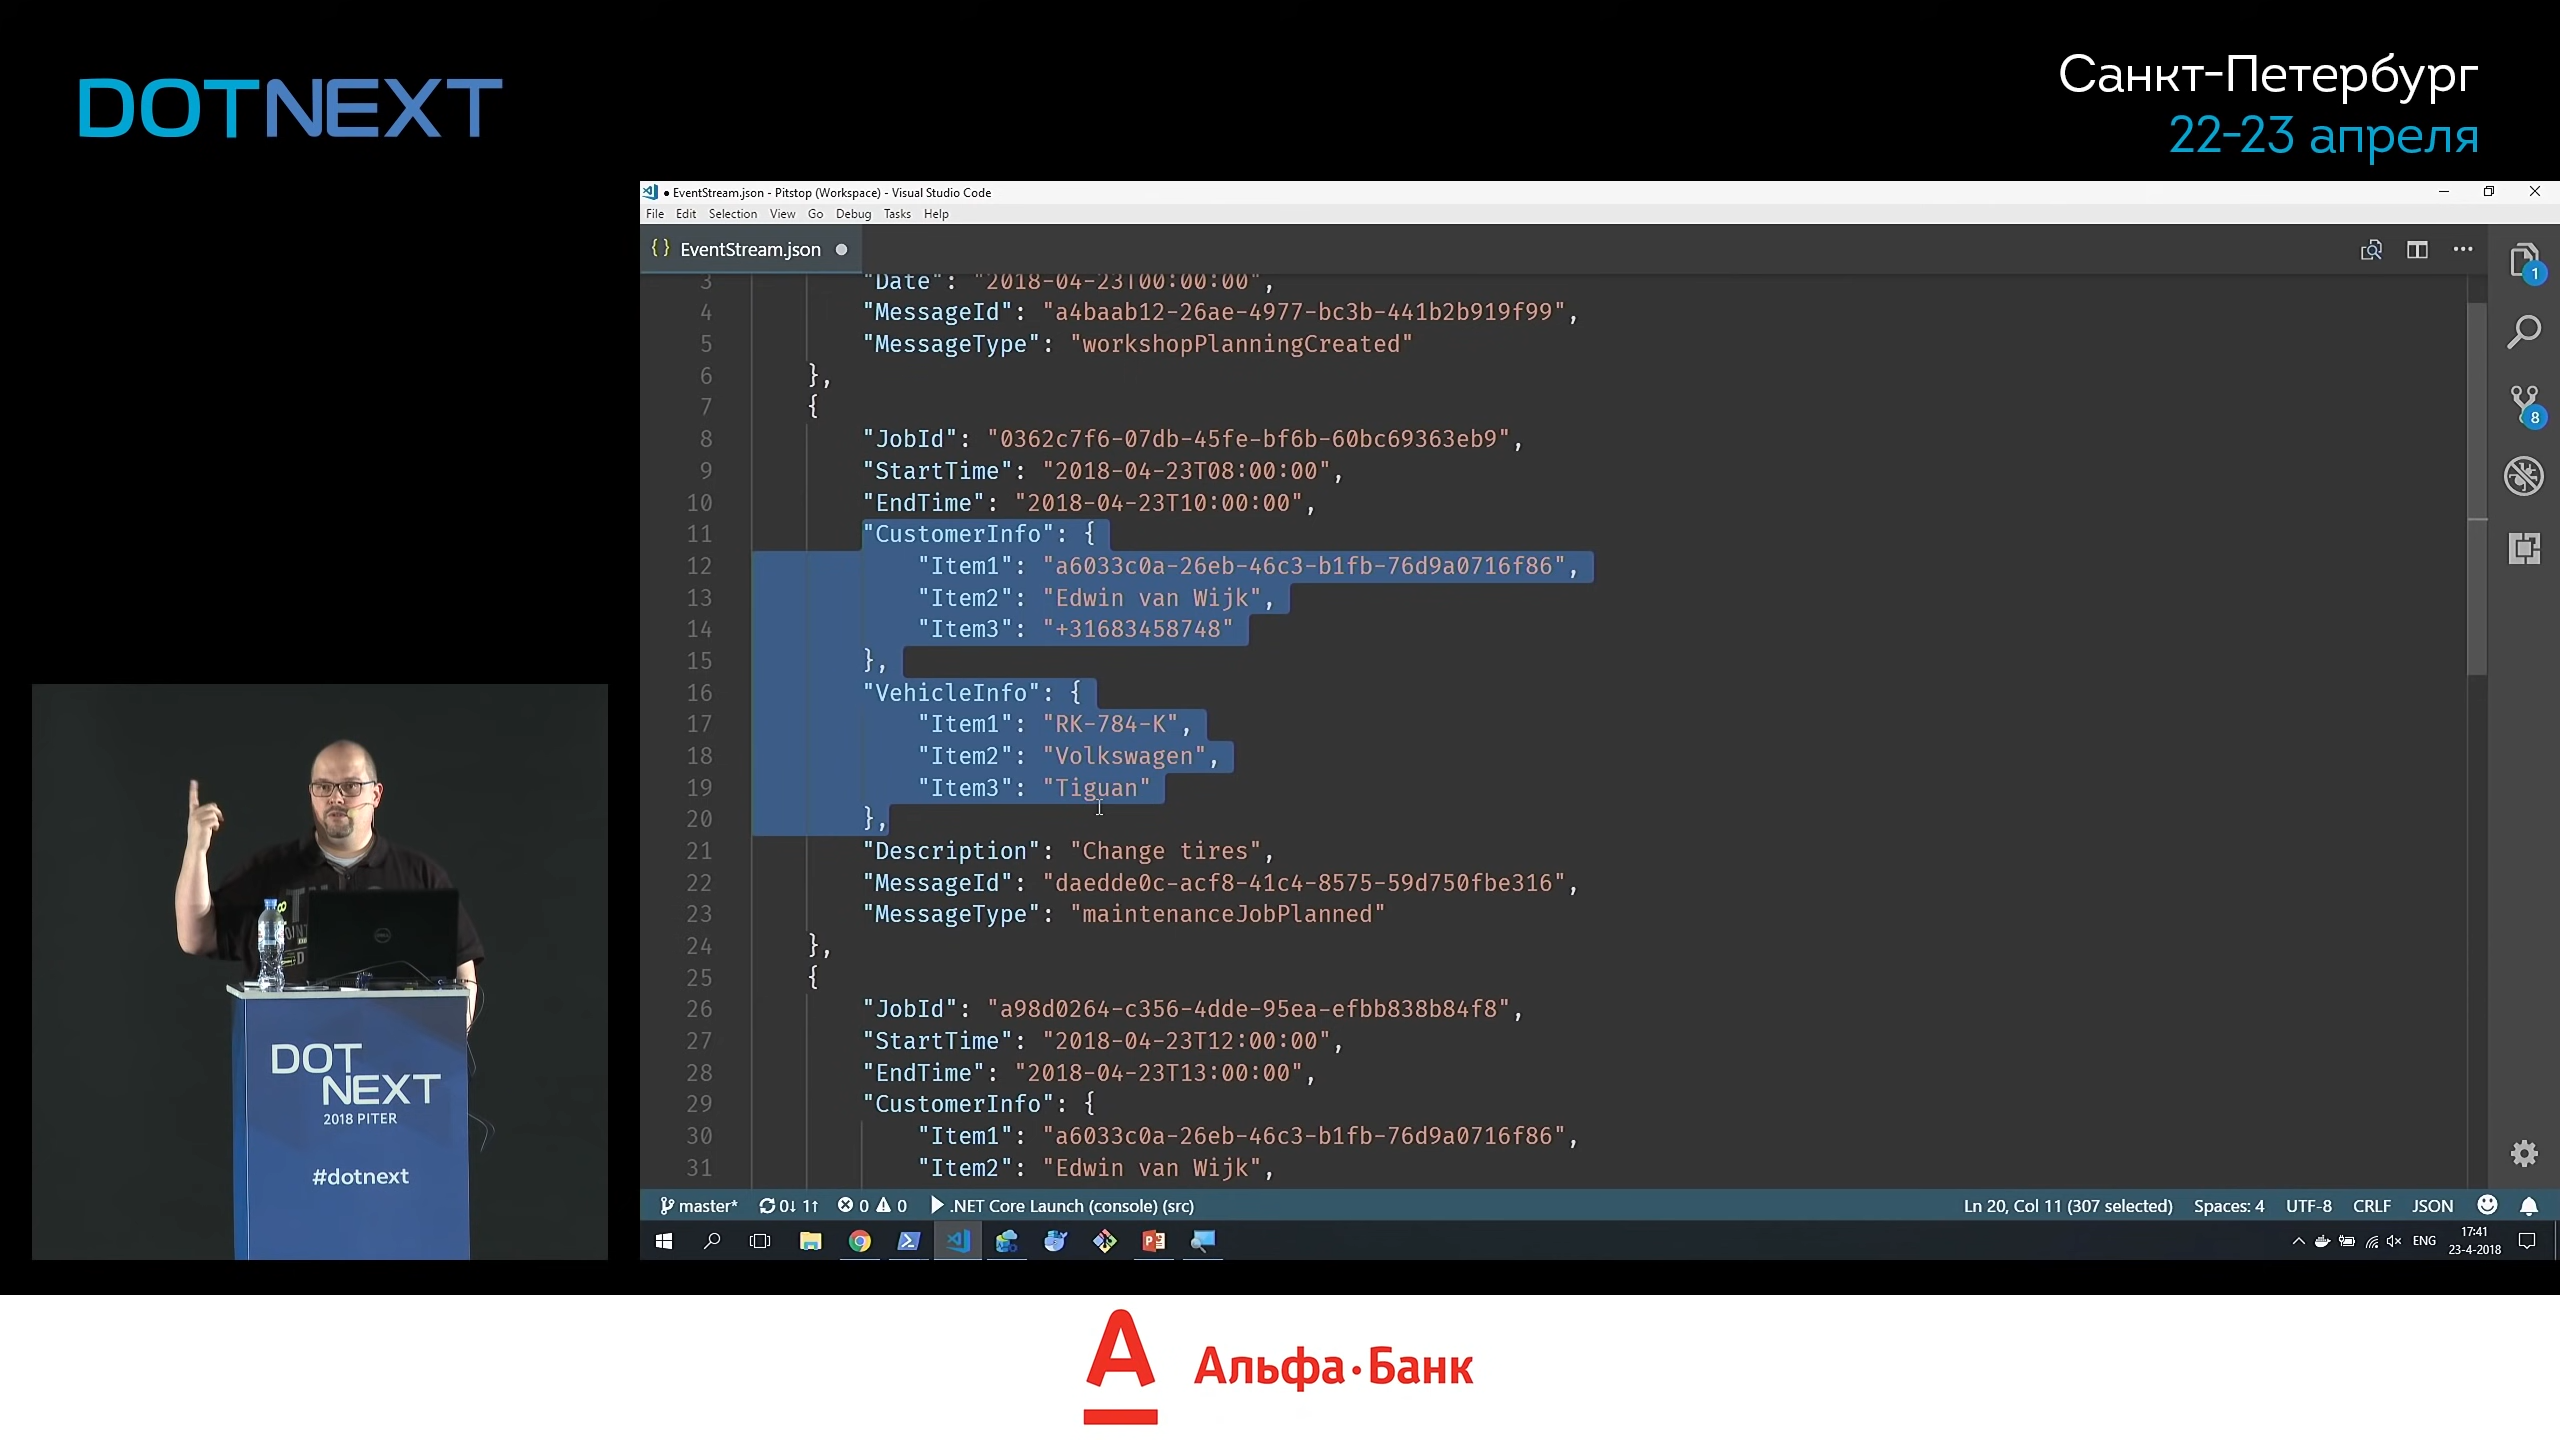 DOTNEXT
Санкт-Петербург
22-23 апреля
● EventStream.json - Pitstop (Workspace) - Visual Studio Code
File Edit Selection View Go Debug Tasks Help
{ } EventStream.json ●
3 "Date": "2018-04-23T00:00:00",
4 "MessageId": "a4baab12-26ae-4977-bc3b-441b2b919f99",
5 "MessageType": "workshopPlanningCreated"
6 },
7 {
8 "JobId": "0362c7f6-07db-45fe-bf6b-60bc69363eb9",
9 "StartTime": "2018-04-23T08:00:00",
10 "EndTime": "2018-04-23T10:00:00",
11 "CustomerInfo": {
12 "Item1": "a6033c0a-26eb-46c3-b1fb-76d9a0716f86",
13 "Item2": "Edwin van Wijk",
14 "Item3": "+31683458748"
15 },
16 "VehicleInfo": {
17 "Item1": "RK-784-K",
18 "Item2": "Volkswagen",
19 "Item3": "Tiguan"
20 },
21 "Description": "Change tires",
22 "MessageId": "daedde0c-acf8-41c4-8575-59d750fbe316",
23 "MessageType": "maintenanceJobPlanned"
24 },
25 {
26 "JobId": "a98d0264-c356-4dde-95ea-efbb838b84f8",
27 "StartTime": "2018-04-23T12:00:00",
28 "EndTime": "2018-04-23T13:00:00",
29 "CustomerInfo": {
30 "Item1": "a6033c0a-26eb-46c3-b1fb-76d9a0716f86",
31 "Item2": "Edwin van Wijk",
1
8
master* 0↓ 1↑ 0 0 .NET Core Launch (console) (src) Ln 20, Col 11 (307 selected) Spaces: 4 UTF-8 CRLF JSON
ENG 17:41
23-4-2018
DELL
DOT
NEXT
2018 PITER
#dotnext
Альфа·Банк